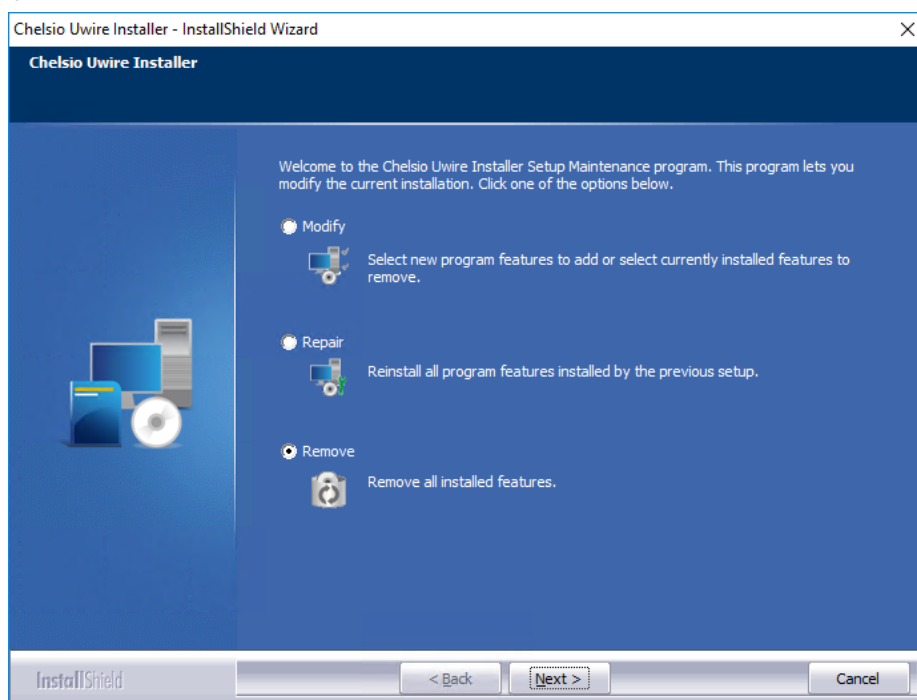 Chelsio Uwire Installer - InstallShield Wizard
Chelsio Uwire Installer
Welcome to the Chelsio Uwire Installer Setup Maintenance program. This program lets you
modify the current installation. Click one of the options below.
Modify
Select new program features to add or select currently installed features to
remove.
Repair
Reinstall all program features installed by the previous setup.
Remove
Remove all installed features.
InstallShield
< Back
Next >
Cancel